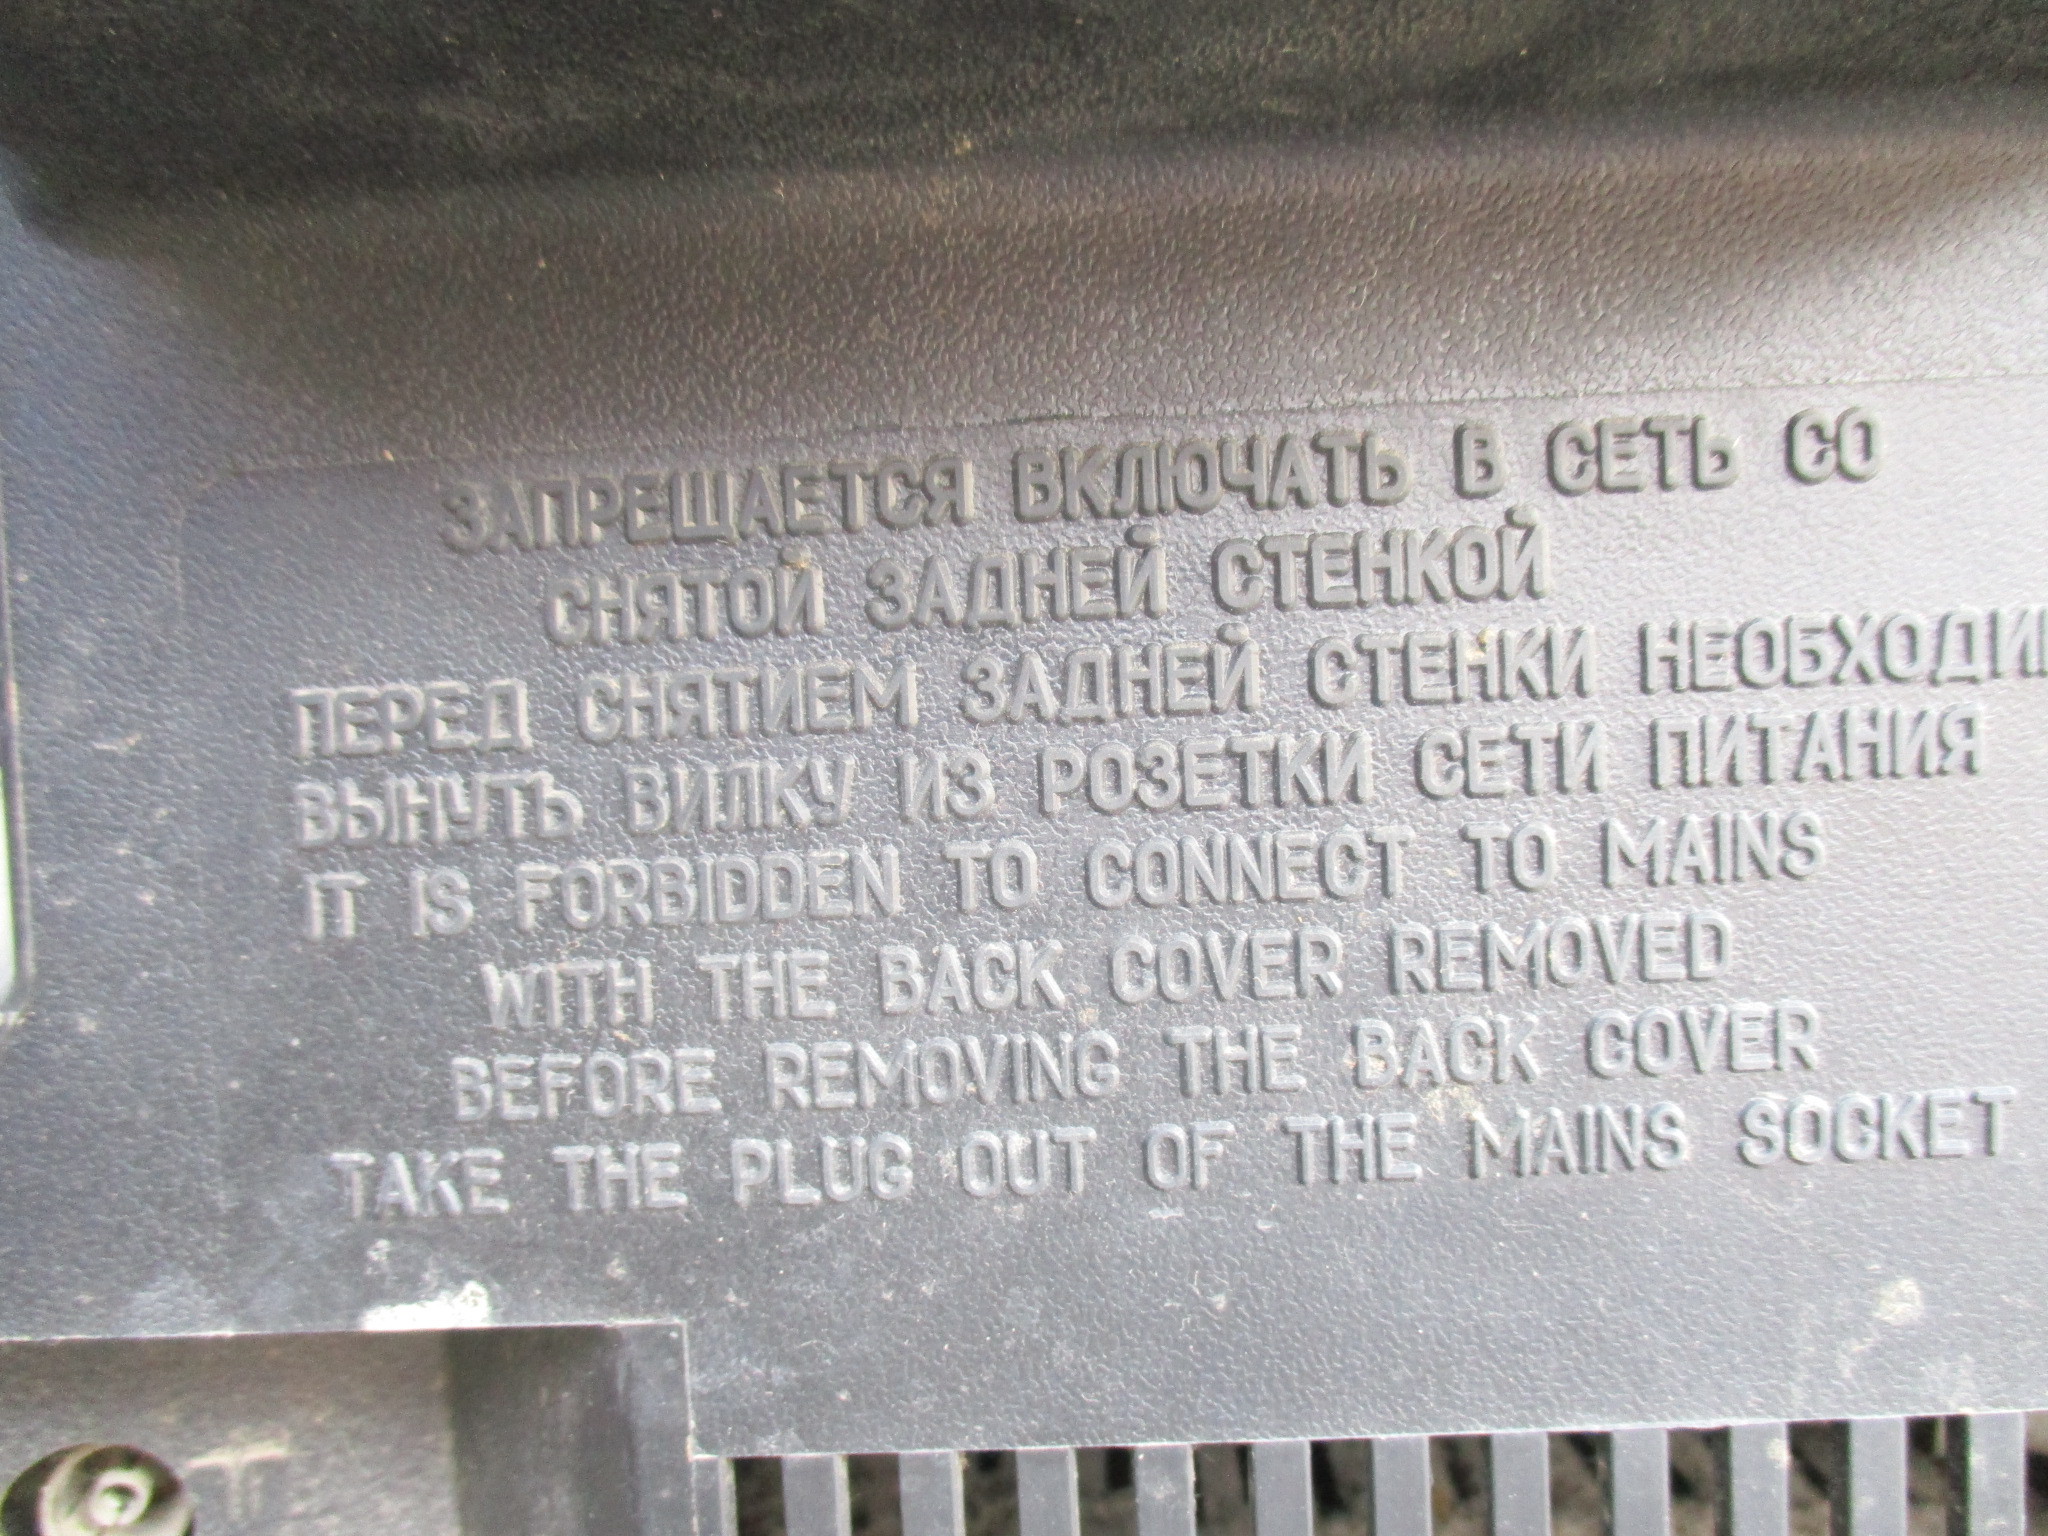 ЗАПРЕЩАЕТСЯ ВКЛЮЧАТЬ В СЕТЬ СО
СНЯТОЙ ЗАДНЕЙ СТЕНКОЙ
ПЕРЕД СНЯТИЕМ ЗАДНЕЙ СТЕНКИ НЕОБХОДИМ
ВЫНУТЬ ВИЛКУ ИЗ РОЗЕТКИ СЕТИ ПИТАНИЯ
IT IS FORBIDDEN TO CONNECT TO MAINS
WITH THE BACK COVER REMOVED
BEFORE REMOVING THE BACK COVER
TAKE THE PLUG OUT OF THE MAINS SOCKET